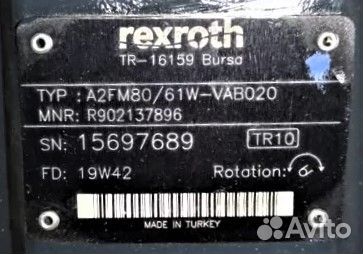 rexroth
TR-16159 Bursa
TYP : A2FM80/61W-VAB020
MNR: R902137896
SN: 15697689 TR10
FD: 19W42 Rotation:
MADE IN TURKEY
Avito